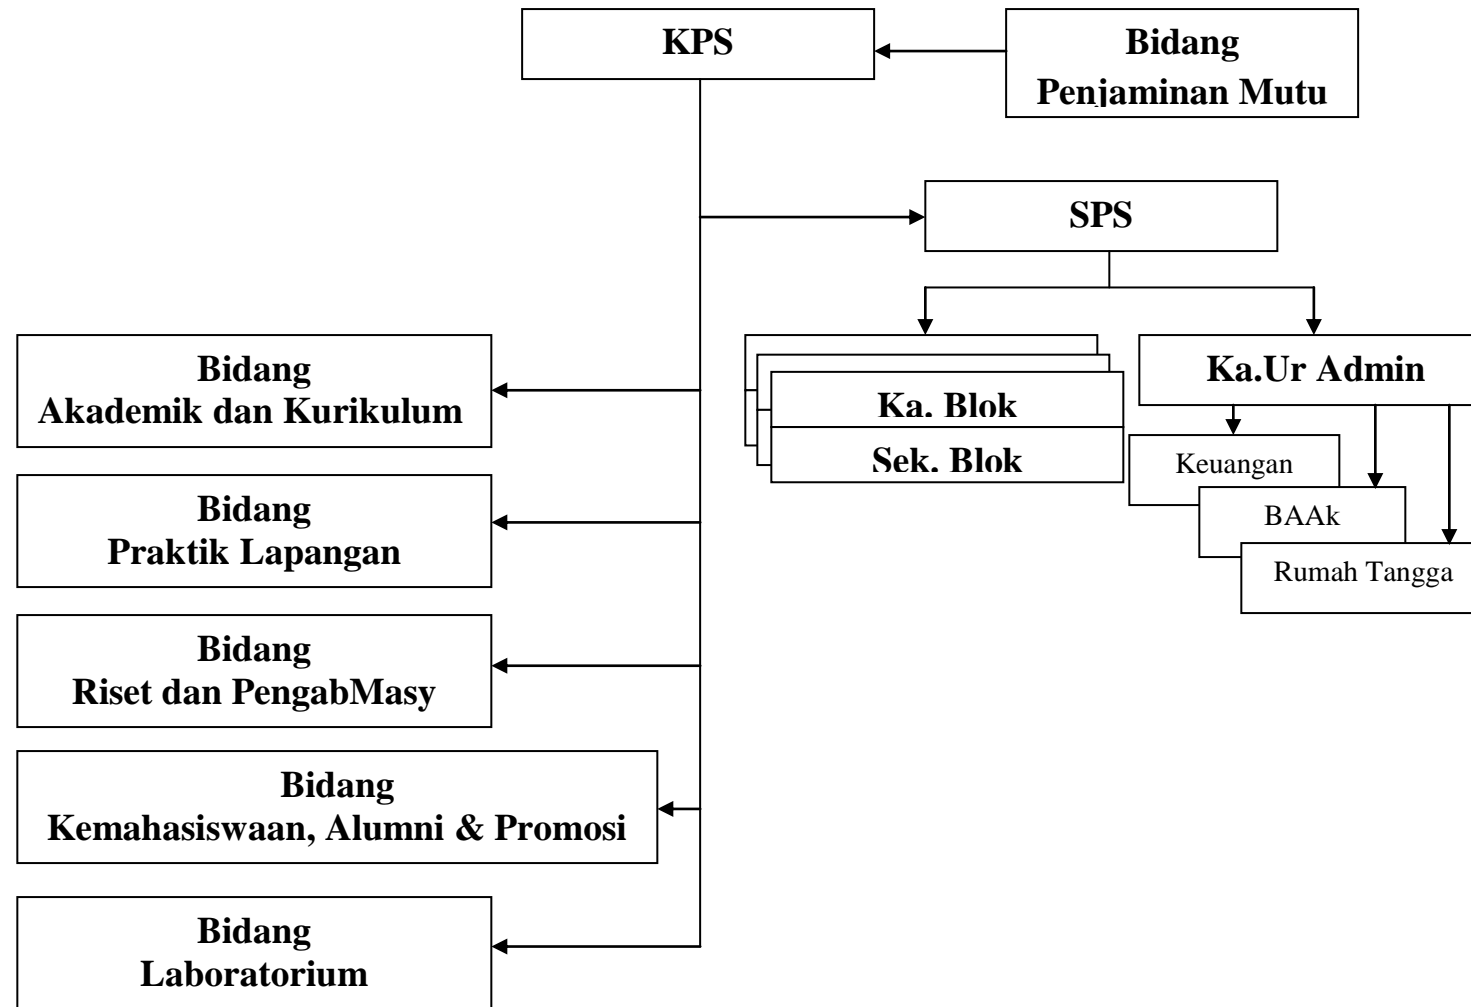 KPS
Bidang
Penjaminan Mutu
SPS
Bidang
Akademik dan Kurikulum
Ka. Blok
Sek. Blok
Ka.Ur Admin
Keuangan
BAAk
Rumah Tangga
Bidang
Praktik Lapangan
Bidang
Riset dan PengabMasy
Bidang
Kemahasiswaan, Alumni & Promosi
Bidang
Laboratorium